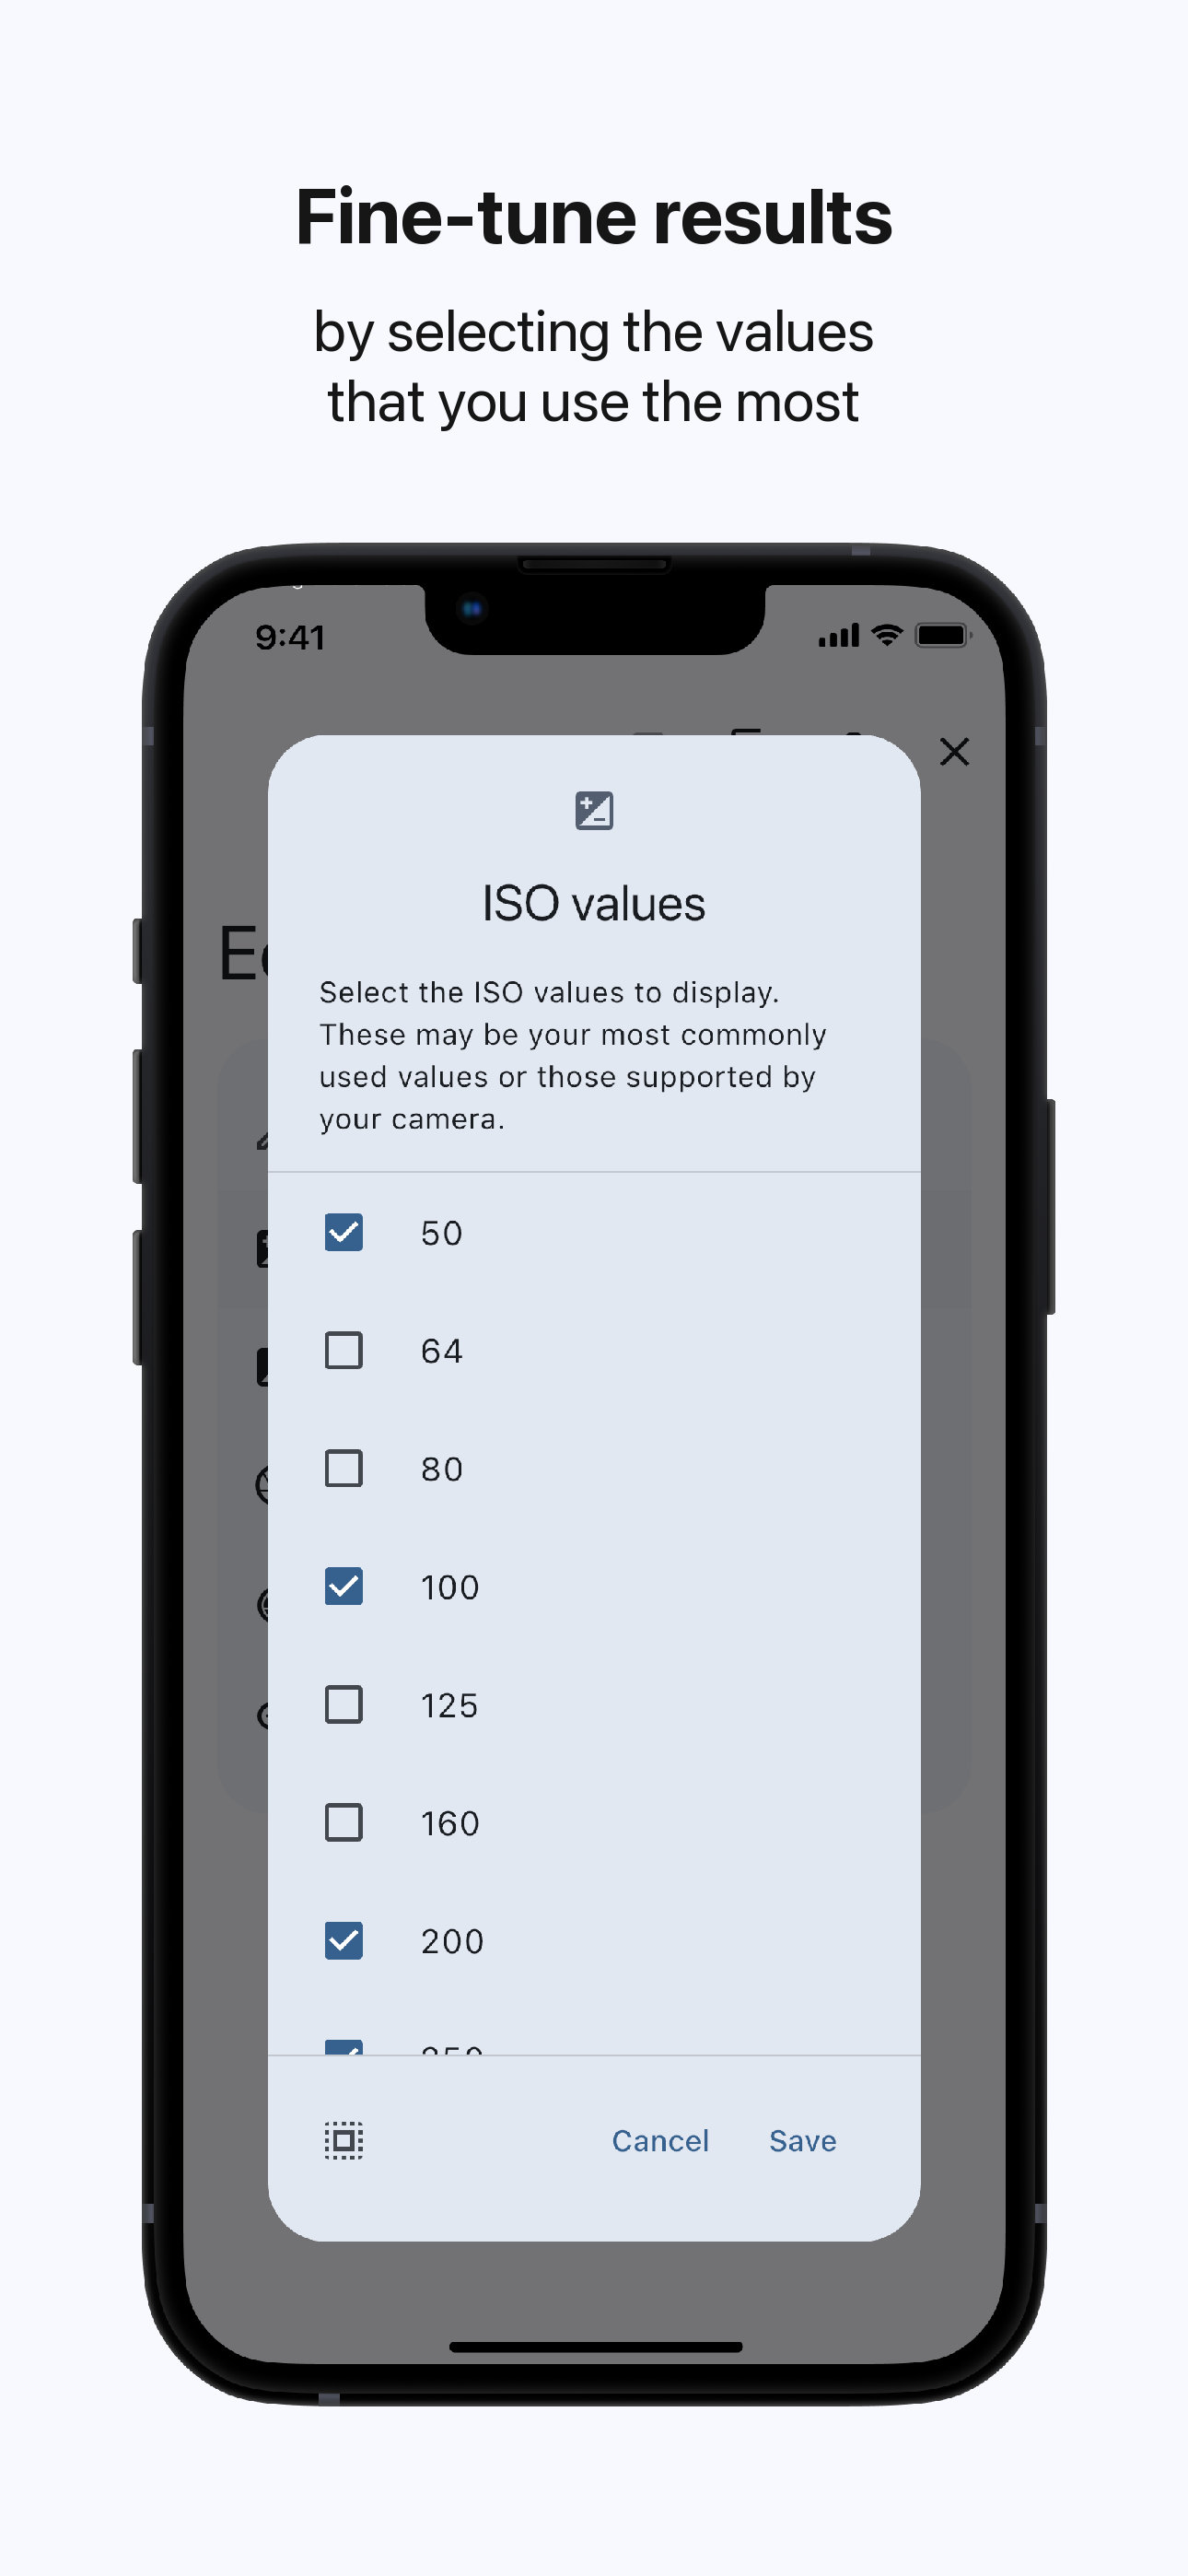 Fine-tune results
by selecting the values
that you use the most
9:41
ISO values
Select the ISO values to display.
These may be your most commonly
used values or those supported by
your camera.
50
64
80
100
125
160
200
Cancel
Save